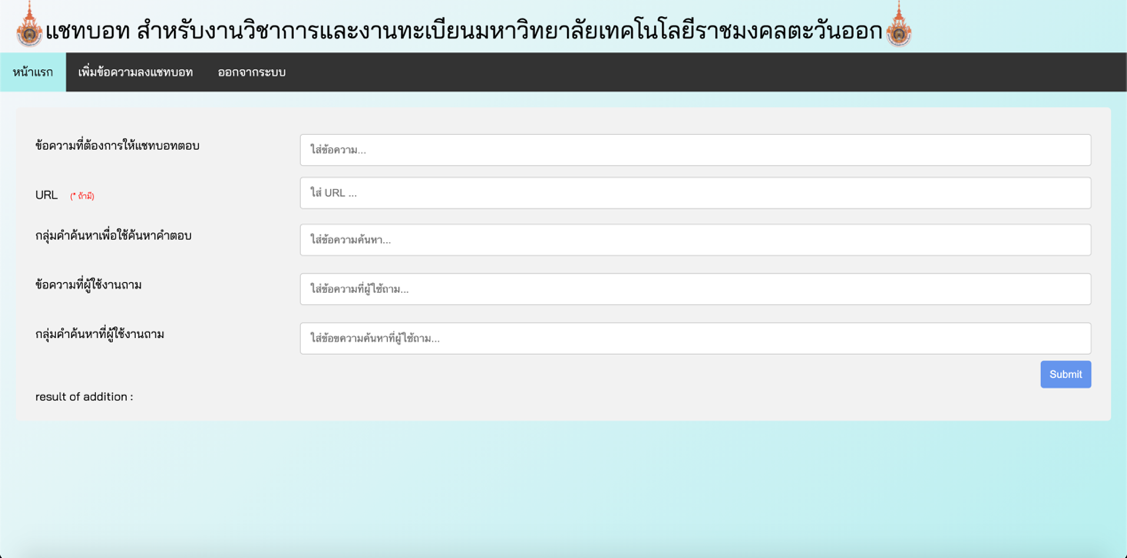 แชทบอท สำหรับงานวิชาการและงานทะเบียนมหาวิทยาลัยเทคโนโลยีราชมงคลตะวันออก
หน้าแรก เพิ่มข้อความลงแชทบอท ออกจากระบบ
ข้อความที่ต้องการให้แชทบอทตอบ ใส่ข้อความ...
URL (* ถ้ามี) ใส่ URL ...
กลุ่มคำค้นหาเพื่อใช้ค้นหาคำตอบ ใส่ข้อความค้นหา...
ข้อความที่ผู้ใช้งานถาม ใส่ข้อความที่ผู้ใช้ถาม...
กลุ่มคำค้นหาที่ผู้ใช้งานถาม ใส่ข้อขความค้นหาที่ผู้ใช้ถาม...
Submit
result of addition :